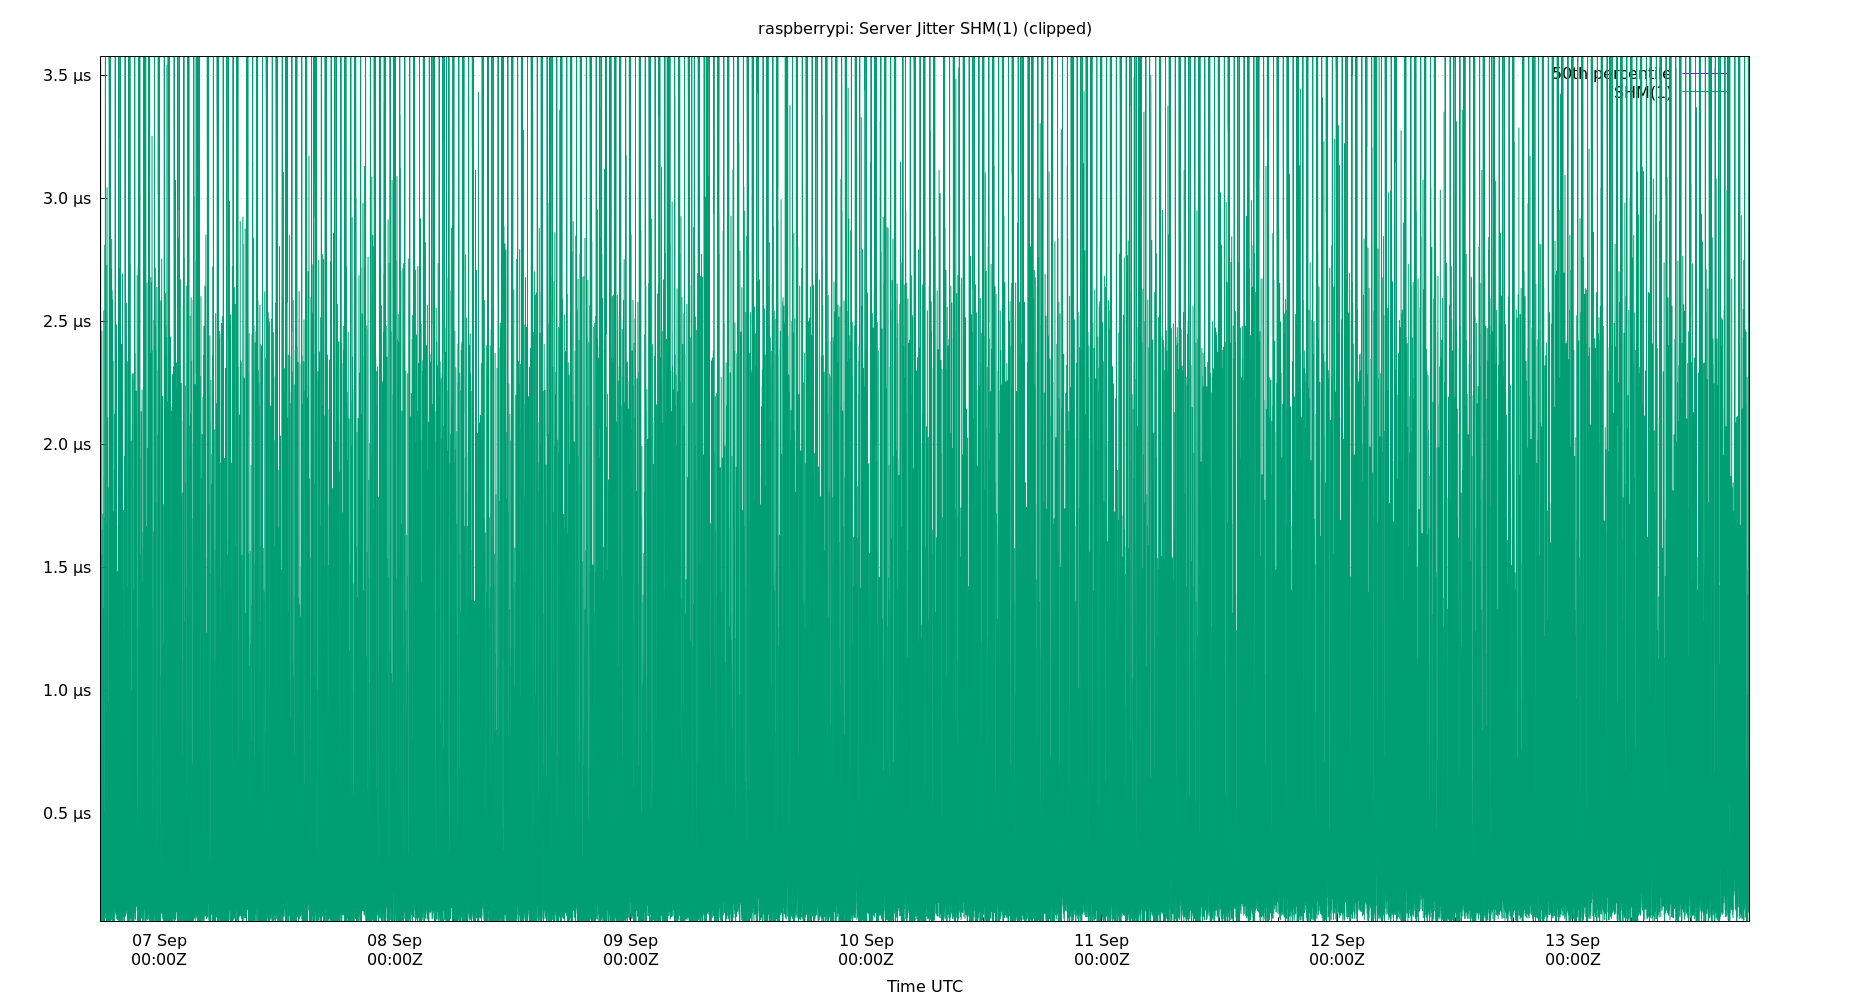 raspberrypi: Server Jitter SHM(1) (clipped)
3.5 µs
3.0 µs
2.5 µs
2.0 µs
1.5 µs
1.0 µs
0.5 µs
50th percentile
SHM(1)
07 Sep 08 Sep 09 Sep 10 Sep 11 Sep 12 Sep 13 Sep
00:00Z 00:00Z 00:00Z 00:00Z 00:00Z 00:00Z 00:00Z
Time UTC